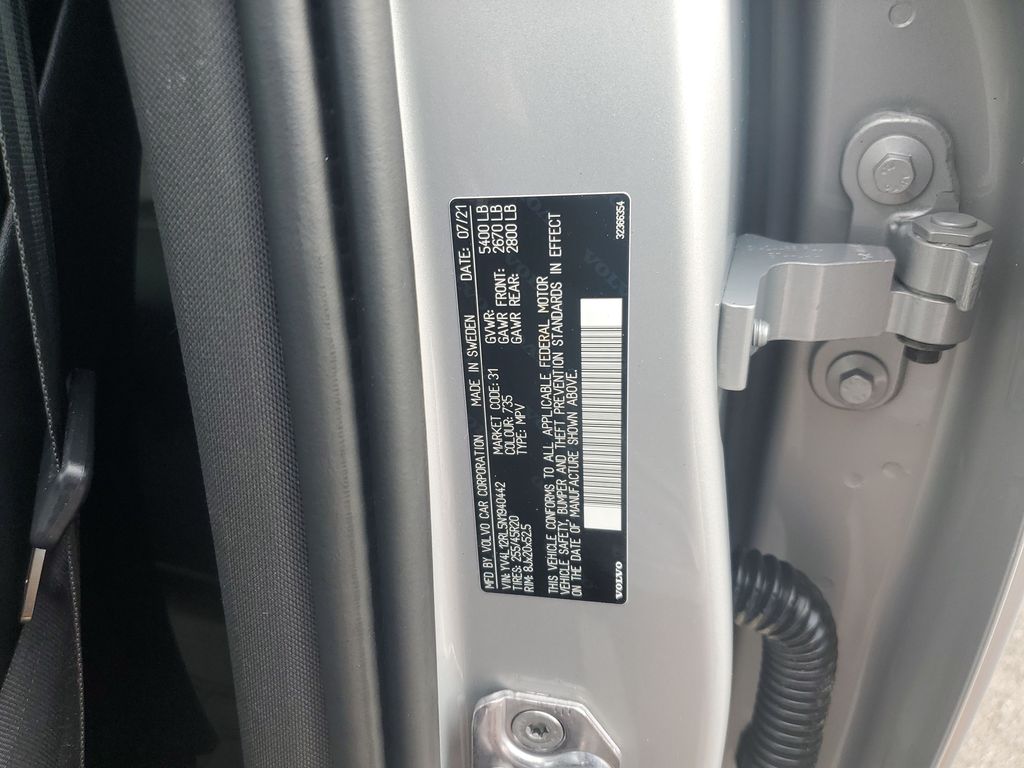 MFD BY VOLVO CAR CORPORATION MADE IN SWEDEN DATE: 07/21
VIN: YV4L12RL5N1940442 MARKET CODE: 31 GVWR: 5400 LB
TIRES: 255/45R20 COLOUR: 735 GAWR FRONT: 2670 LB
RIM: 8Jx20x52.5 TYPE: MPV GAWR REAR: 2800 LB
THIS VEHICLE CONFORMS TO ALL APPLICABLE FEDERAL MOTOR
VEHICLE SAFETY, BUMPER AND THEFT PREVENTION STANDARDS IN EFFECT
ON THE DATE OF MANUFACTURE SHOWN ABOVE.
VOLVO 32366354